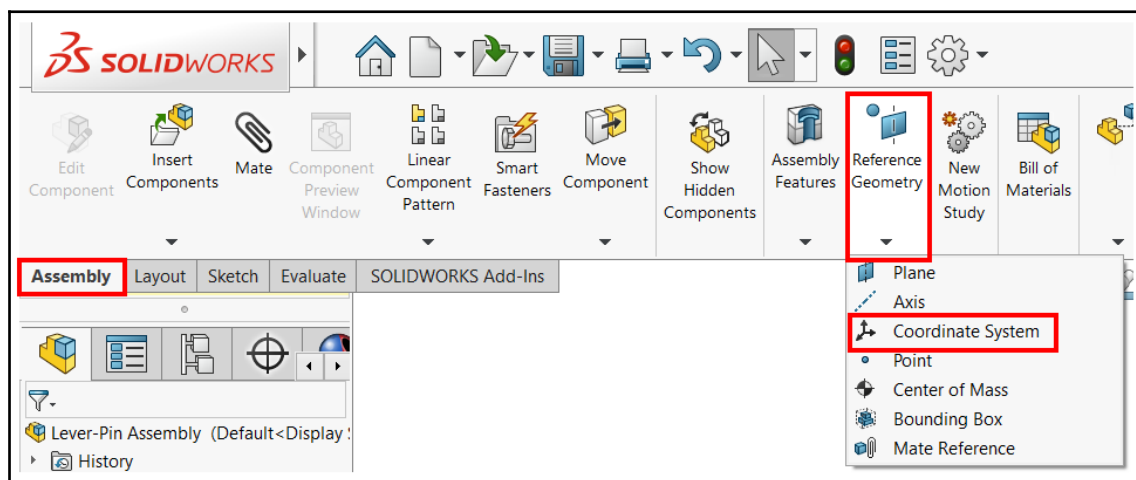 SOLIDWORKS
Edit
Component
Insert
Components
Mate
Component
Preview
Window
Linear
Component
Pattern
Smart
Fasteners
Move
Component
Show
Hidden
Components
Assembly
Features
Reference
Geometry
New
Motion
Study
Bill of
Materials
Assembly Layout Sketch Evaluate SOLIDWORKS Add-Ins
Plane
Axis
Coordinate System
Point
Center of Mass
Bounding Box
Mate Reference
Lever-Pin Assembly (Default<Display
History